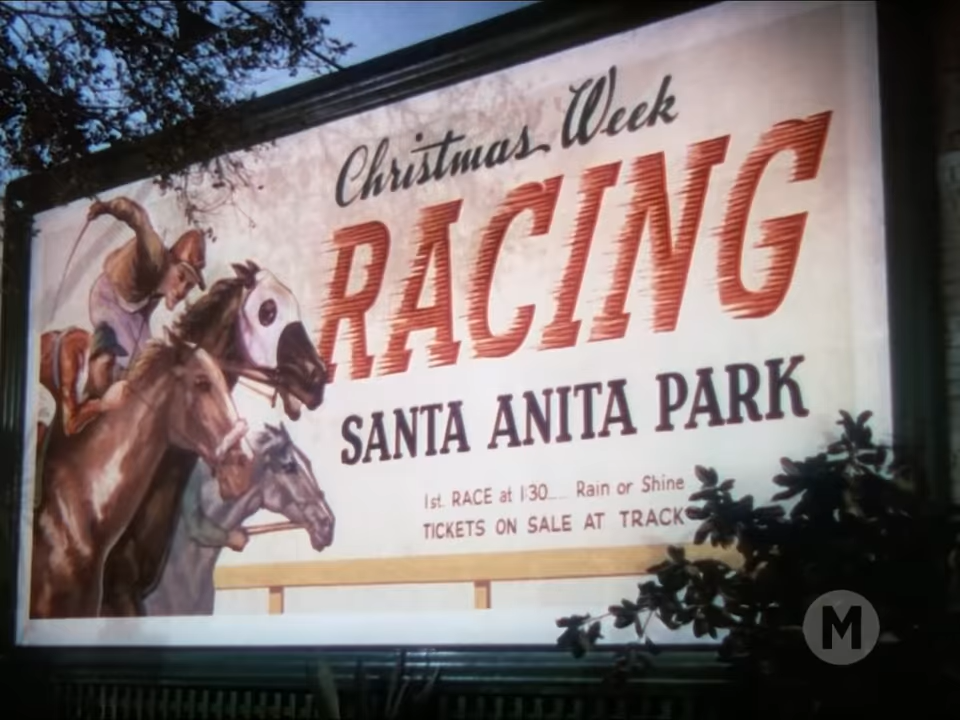 Christmas Week
RACING
SANTA ANITA PARK
1st. RACE at 1:30.... Rain or Shine
TICKETS ON SALE AT TRACK
M